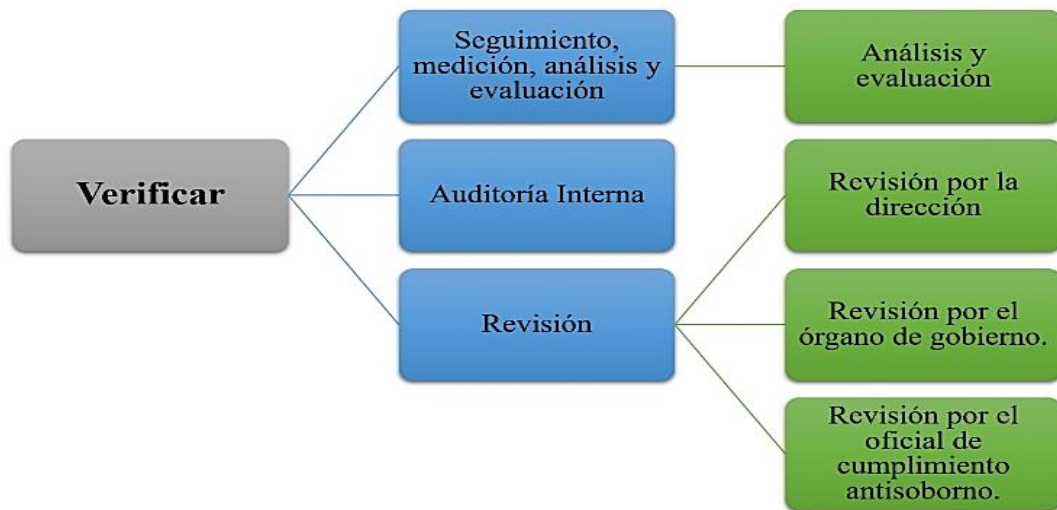 Verificar
Seguimiento,
medición, análisis y
evaluación
Análisis y
evaluación
Auditoría Interna
Revisión
Revisión por la
dirección
Revisión por el
órgano de gobierno.
Revisión por el
oficial de
cumplimiento
antisoborno.